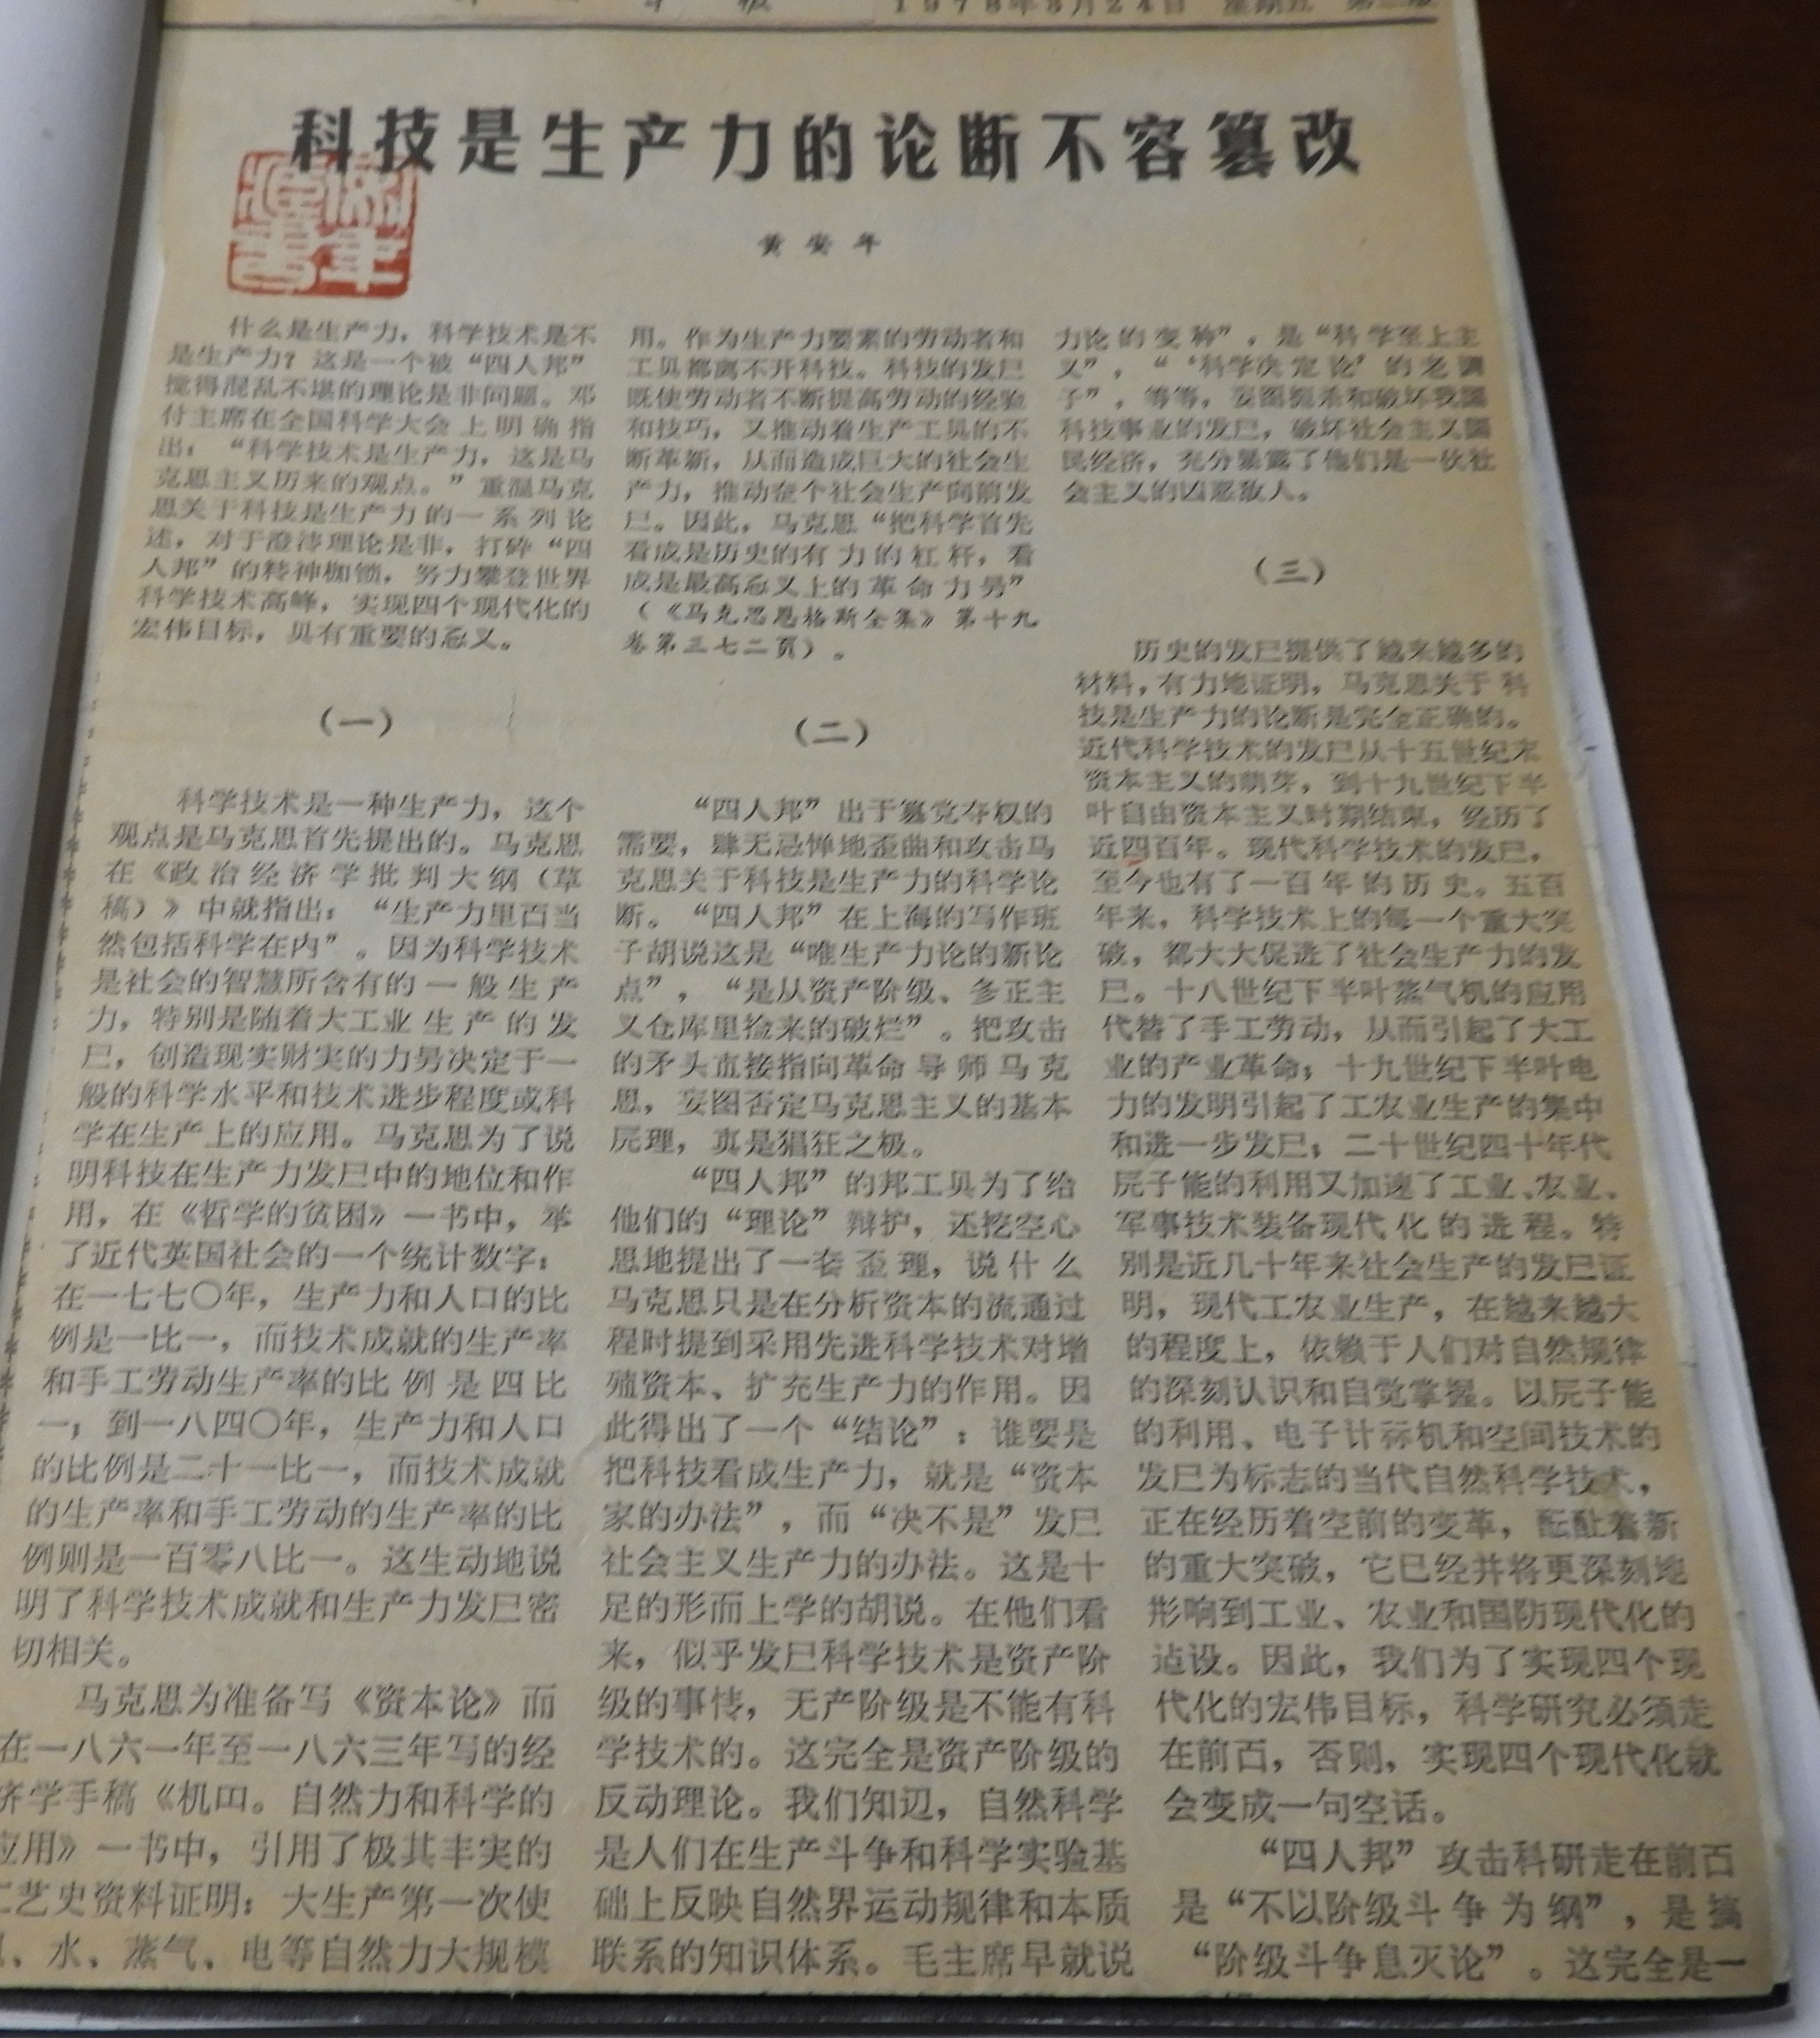 1978年3月24日 星期五
科技是生产力的论断不容篡改
黄安年
什么是生产力，科学技术是不
是生产力？这是一个被“四人邦”
搅得混乱不堪的理论是非问题。邓
付主席在全国科学大会上明确指
出：“科学技术是生产力，这是马
克思主义历来的观点。”重温马克
思关于科技是生产力的一系列论
述，对于澄清理论是非，打碎“四
人邦”的精神枷锁，努力攀登世界
科学技术高峰，实现四个现代化的
宏伟目标，具有重要的意义。
（一）
科学技术是一种生产力，这个
观点是马克思首先提出的。马克思
在《政治经济学批判大纲（草
稿）》中就指出：“生产力里面当
然包括科学在内”。因为科学技术
是社会的智慧所含有的一般生产
力，特别是随着大工业生产的发
展，创造现实财富的力量决定于一
般的科学水平和技术进步程度或科
学在生产上的应用。马克思为了说
明科技在生产力发展中的地位和作
用，在《哲学的贫困》一书中，举
了近代英国社会的一个统计数字：
在一七七〇年，生产力和人口的比
例是一比一，而技术成就的生产率
和手工劳动生产率的比例是四比
一；到一八四〇年，生产力和人口
的比例是二十一比一，而技术成就
的生产率和手工劳动的生产率的比
例则是一百零八比一。这生动地说
明了科学技术成就和生产力发展密
切相关。
马克思为准备写《资本论》而
在一八六一年至一八六三年写的经
济学手稿《机器。自然力和科学的
应用》一书中，引用了极其丰富的
工艺史资料证明：大生产第一次使
、水、蒸气、电等自然力大规模
用。作为生产力要素的劳动者和
工具都离不开科技。科技的发展
既使劳动者不断提高劳动的经验
和技巧，又推动着生产工具的不
断革新，从而造成巨大的社会生
产力，推动整个社会生产向前发
展。因此，马克思“把科学首先
看成是历史的有力的杠杆，看
成是最高意义上的革命力量”
（《马克思恩格斯全集》第十九
卷第三七二页）。
（二）
“四人邦”出于篡党夺权的
需要，肆无忌惮地歪曲和攻击马
克思关于科技是生产力的科学论
断。“四人邦”在上海的写作班
子胡说这是“唯生产力论的新论
点”，“是从资产阶级、修正主
义仓库里捡来的破烂”。把攻击
的矛头直接指向革命导师马克
思，妄图否定马克思主义的基本
原理，真是猖狂之极。
“四人邦”的邦工具为了给
他们的“理论”辩护，还挖空心
思地提出了一套歪理，说什么
马克思只是在分析资本的流通过
程时提到采用先进科学技术对增
殖资本、扩充生产力的作用。因
此得出了一个“结论”：谁要是
把科技看成生产力，就是“资本
家的办法”，而“决不是”发展
社会主义生产力的办法。这是十
足的形而上学的胡说。在他们看
来，似乎发展科学技术是资产阶
级的事情，无产阶级是不能有科
学技术的。这完全是资产阶级的
反动理论。我们知道，自然科学
是人们在生产斗争和科学实验基
础上反映自然界运动规律和本质
联系的知识体系。毛主席早就说
力论的变种”，是“科学至上主
义”，“‘科学决定论’的老调
子”，等等，妄图扼杀和破坏我国
科技事业的发展，破坏社会主义国
民经济，充分暴露了他们是一伙社
会主义的凶恶敌人。
（三）
历史的发展提供了越来越多的
材料，有力地证明，马克思关于科
技是生产力的论断是完全正确的。
近代科学技术的发展从十五世纪末
资本主义的萌芽，到十九世纪下半
叶自由资本主义时期结束，经历了
近四百年。现代科学技术的发展，
至今也有了一百年的历史。五百
年来，科学技术上的每一个重大突
破，都大大促进了社会生产力的发
展。十八世纪下半叶蒸气机的应用
代替了手工劳动，从而引起了大工
业的产业革命；十九世纪下半叶电
力的发明引起了工农业生产的集中
和进一步发展；二十世纪四十年代
原子能的利用又加速了工业、农业、
军事技术装备现代化的进程。特
别是近几十年来社会生产的发展证
明，现代工农业生产，在越来越大
的程度上，依赖于人们对自然规律
的深刻认识和自觉掌握。以原子能
的利用、电子计算机和空间技术的
发展为标志的当代自然科学技术，
正在经历着空前的变革，酝酿着新
的重大突破，它已经并将更深刻地
影响到工业、农业和国防现代化的
建设。因此，我们为了实现四个现
代化的宏伟目标，科学研究必须走
在前面，否则，实现四个现代化就
会变成一句空话。
“四人邦”攻击科研走在前面
是“不以阶级斗争为纲”，是搞
“阶级斗争息灭论”。这完全是一